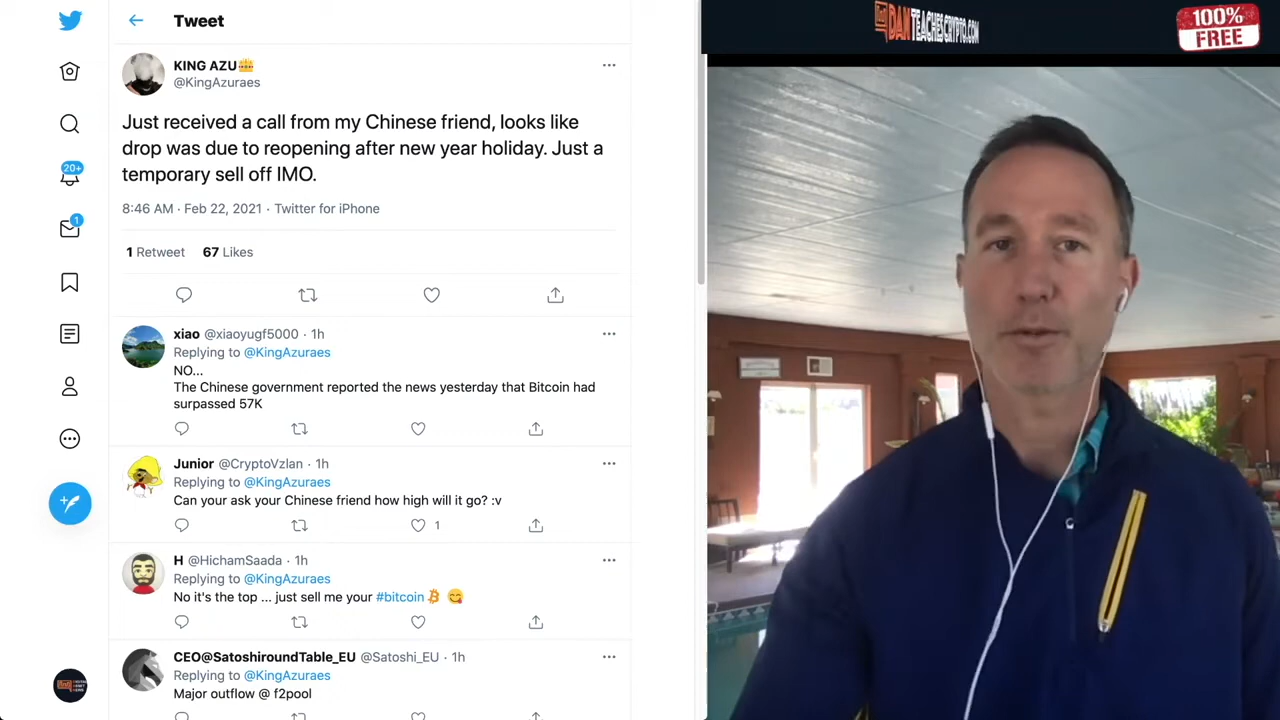 Tweet
KING AZU
@KingAzuraes
Just received a call from my Chinese friend, looks like
drop was due to reopening after new year holiday. Just a
temporary sell off IMO.
8:46 AM · Feb 22, 2021 · Twitter for iPhone
1 Retweet 67 Likes
xiao @xiaoyugf5000 · 1h
Replying to @KingAzuraes
NO...
The Chinese government reported the news yesterday that Bitcoin had
surpassed 57K
Junior @CryptoVzlan · 1h
Replying to @KingAzuraes
Can your ask your Chinese friend how high will it go? :v
1
H @HichamSaada · 1h
Replying to @KingAzuraes
No it's the top ... just sell me your #bitcoin
CEO@SatoshiroundTable_EU @Satoshi_EU · 1h
Replying to @KingAzuraes
Major outflow @ f2pool
20+
1
DANTEACHESCRYPTO.COM
100%
FREE